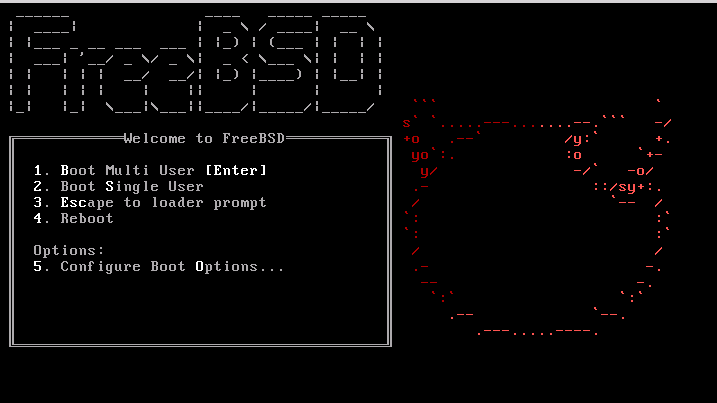 FreeBSD
Welcome to FreeBSD
1. Boot Multi User [Enter]
2. Boot Single User
3. Escape to loader prompt
4. Reboot
Options:
5. Configure Boot Options...